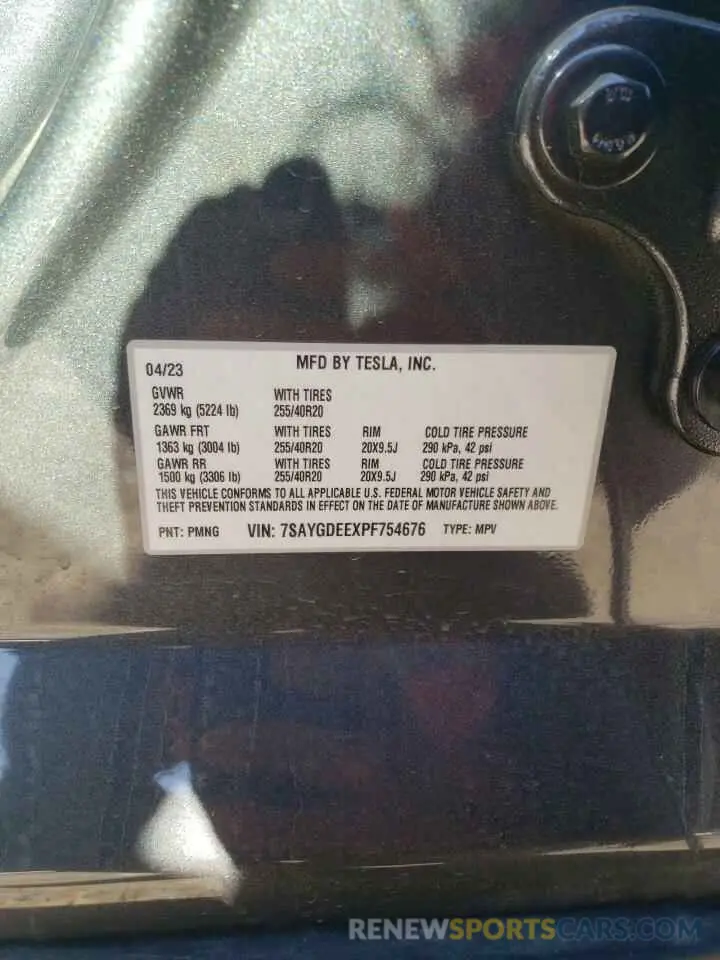 04/23 MFD BY TESLA, INC.
GVWR WITH TIRES
2369 kg (5224 lb) 255/40R20
GAWR FRT WITH TIRES RIM COLD TIRE PRESSURE
1363 kg (3004 lb) 255/40R20 20X9.5J 290 kPa, 42 psi
GAWR RR WITH TIRES RIM COLD TIRE PRESSURE
1500 kg (3306 lb) 255/40R20 20X9.5J 290 kPa, 42 psi
THIS VEHICLE CONFORMS TO ALL APPLICABLE U.S. FEDERAL MOTOR VEHICLE SAFETY AND
THEFT PREVENTION STANDARDS IN EFFECT ON THE DATE OF MANUFACTURE SHOWN ABOVE.
PNT: PMNG VIN: 7SAYGDEEXPF754676 TYPE: MPV
RENEWSPORTSCARS.COM